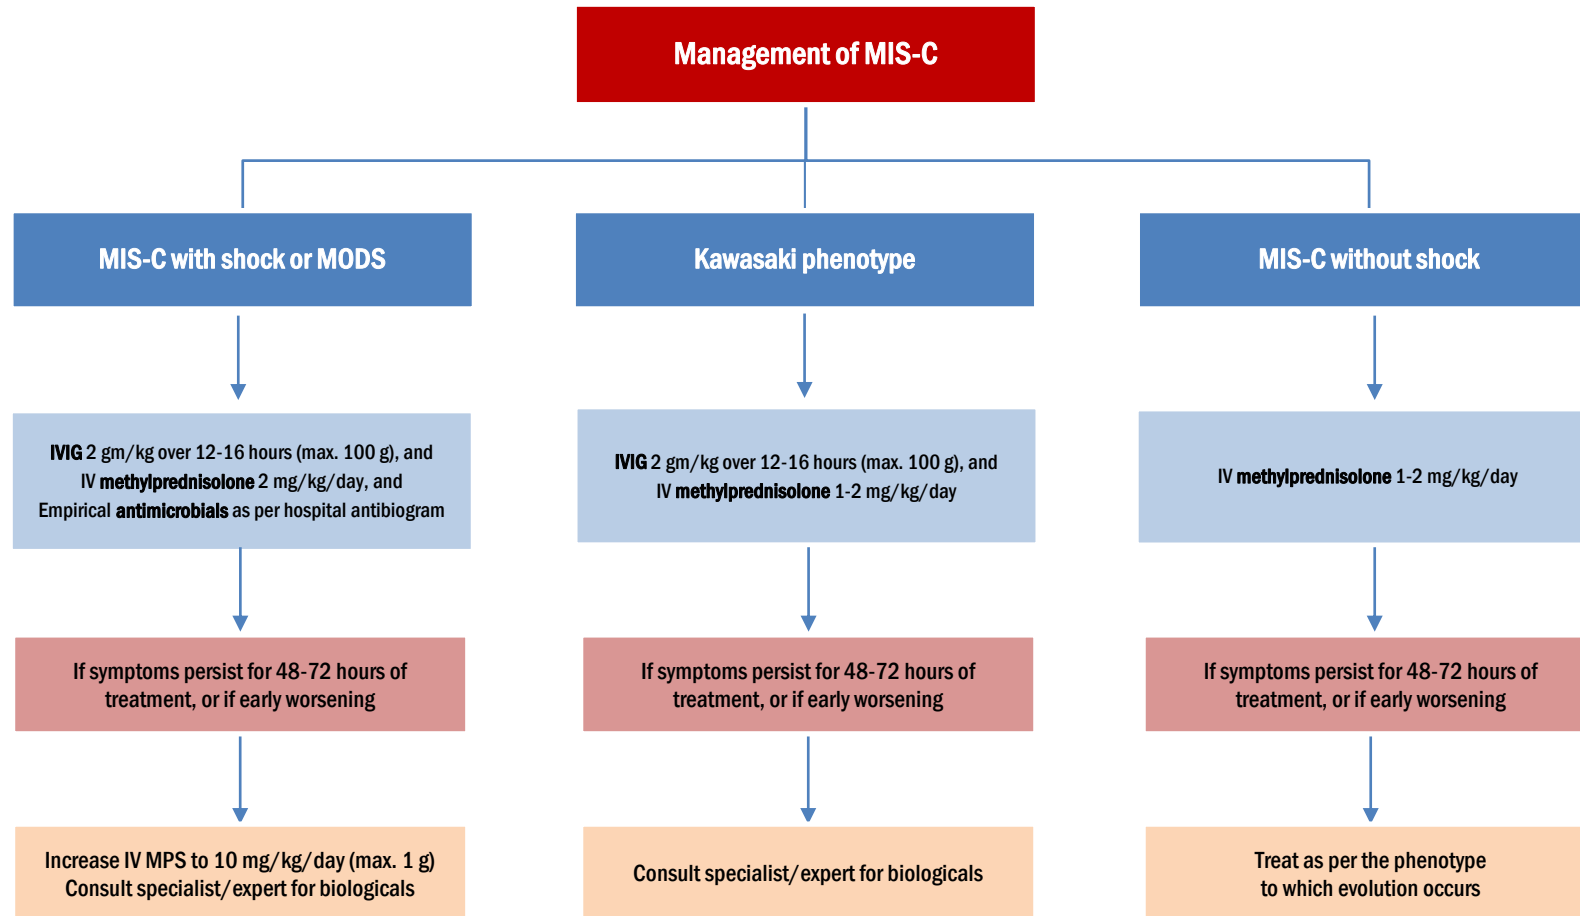 Management of MIS-C
MIS-C with shock or MODS
Kawasaki phenotype
MIS-C without shock
IVIG 2 gm/kg over 12-16 hours (max. 100 g), and
IV methylprednisolone 2 mg/kg/day, and
Empirical antimicrobials as per hospital antibiogram
IVIG 2 gm/kg over 12-16 hours (max. 100 g), and
IV methylprednisolone 1-2 mg/kg/day
IV methylprednisolone 1-2 mg/kg/day
If symptoms persist for 48-72 hours of
treatment, or if early worsening
If symptoms persist for 48-72 hours of
treatment, or if early worsening
If symptoms persist for 48-72 hours of
treatment, or if early worsening
Increase IV MPS to 10 mg/kg/day (max. 1 g)
Consult specialist/expert for biologicals
Consult specialist/expert for biologicals
Treat as per the phenotype
to which evolution occurs